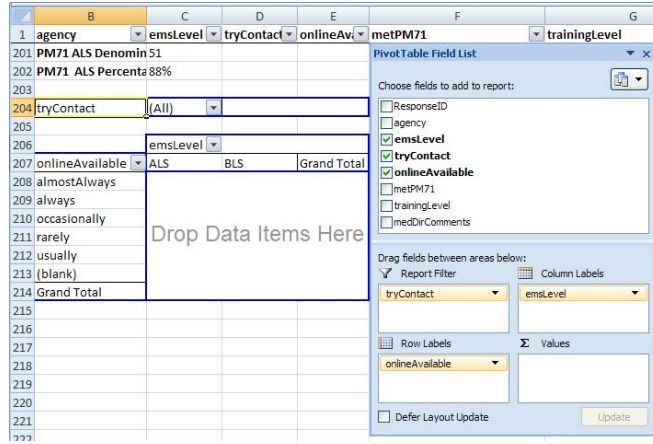 B C D E F G
1 agency emsLevel tryContact onlineAva metPM71 trainingLevel
201 PM71 ALS Denomin 51
202 PM71 ALS Percenta 88%
203
204 tryContact (All)
205
206 emsLevel
207 onlineAvailable ALS BLS Grand Total
208 almostAlways
209 always
210 occasionally
211 rarely
212 usually
213 (blank)
214 Grand Total
Drop Data Items Here
215
216
217
218
219
220
221
222
PivotTable Field List
Choose fields to add to report:
ResponseID
agency
emsLevel
tryContact
onlineAvailable
metPM71
trainingLevel
medDirComments
Drag fields between areas below:
Report Filter Column Labels
tryContact emsLevel
Row Labels Σ Values
onlineAvailable
Defer Layout Update Update